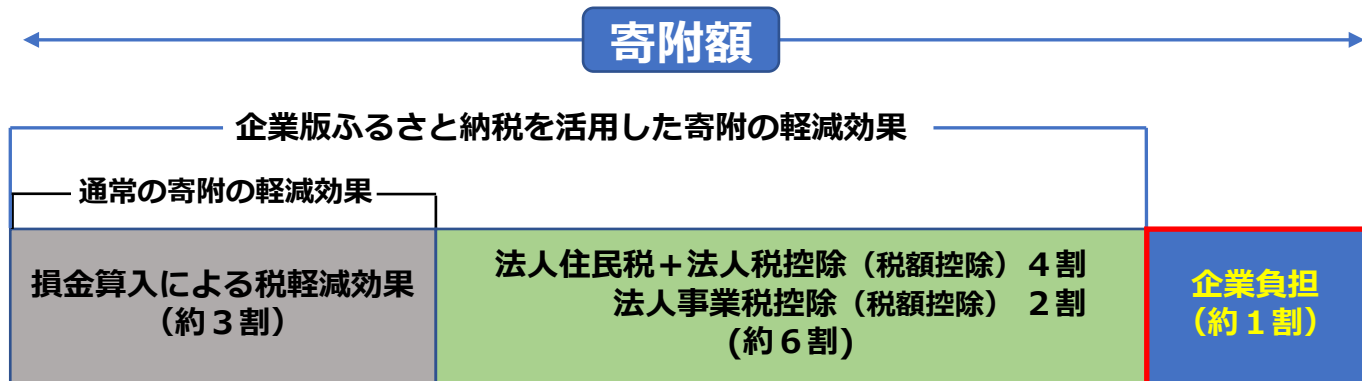 寄附額
企業版ふるさと納税を活用した寄附の軽減効果
通常の寄附の軽減効果
損金算入による税軽減効果
（約３割）
法人住民税＋法人税控除（税額控除）４割
法人事業税控除（税額控除）　２割
(約６割)
企業負担
（約１割）